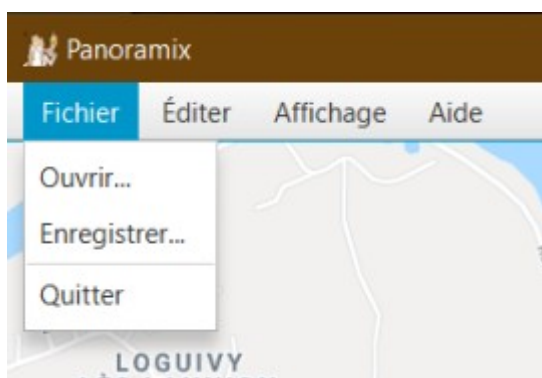 Panoramix
Fichier Éditer Affichage Aide
Ouvrir...
Enregistrer...
Quitter
LOGUIVY